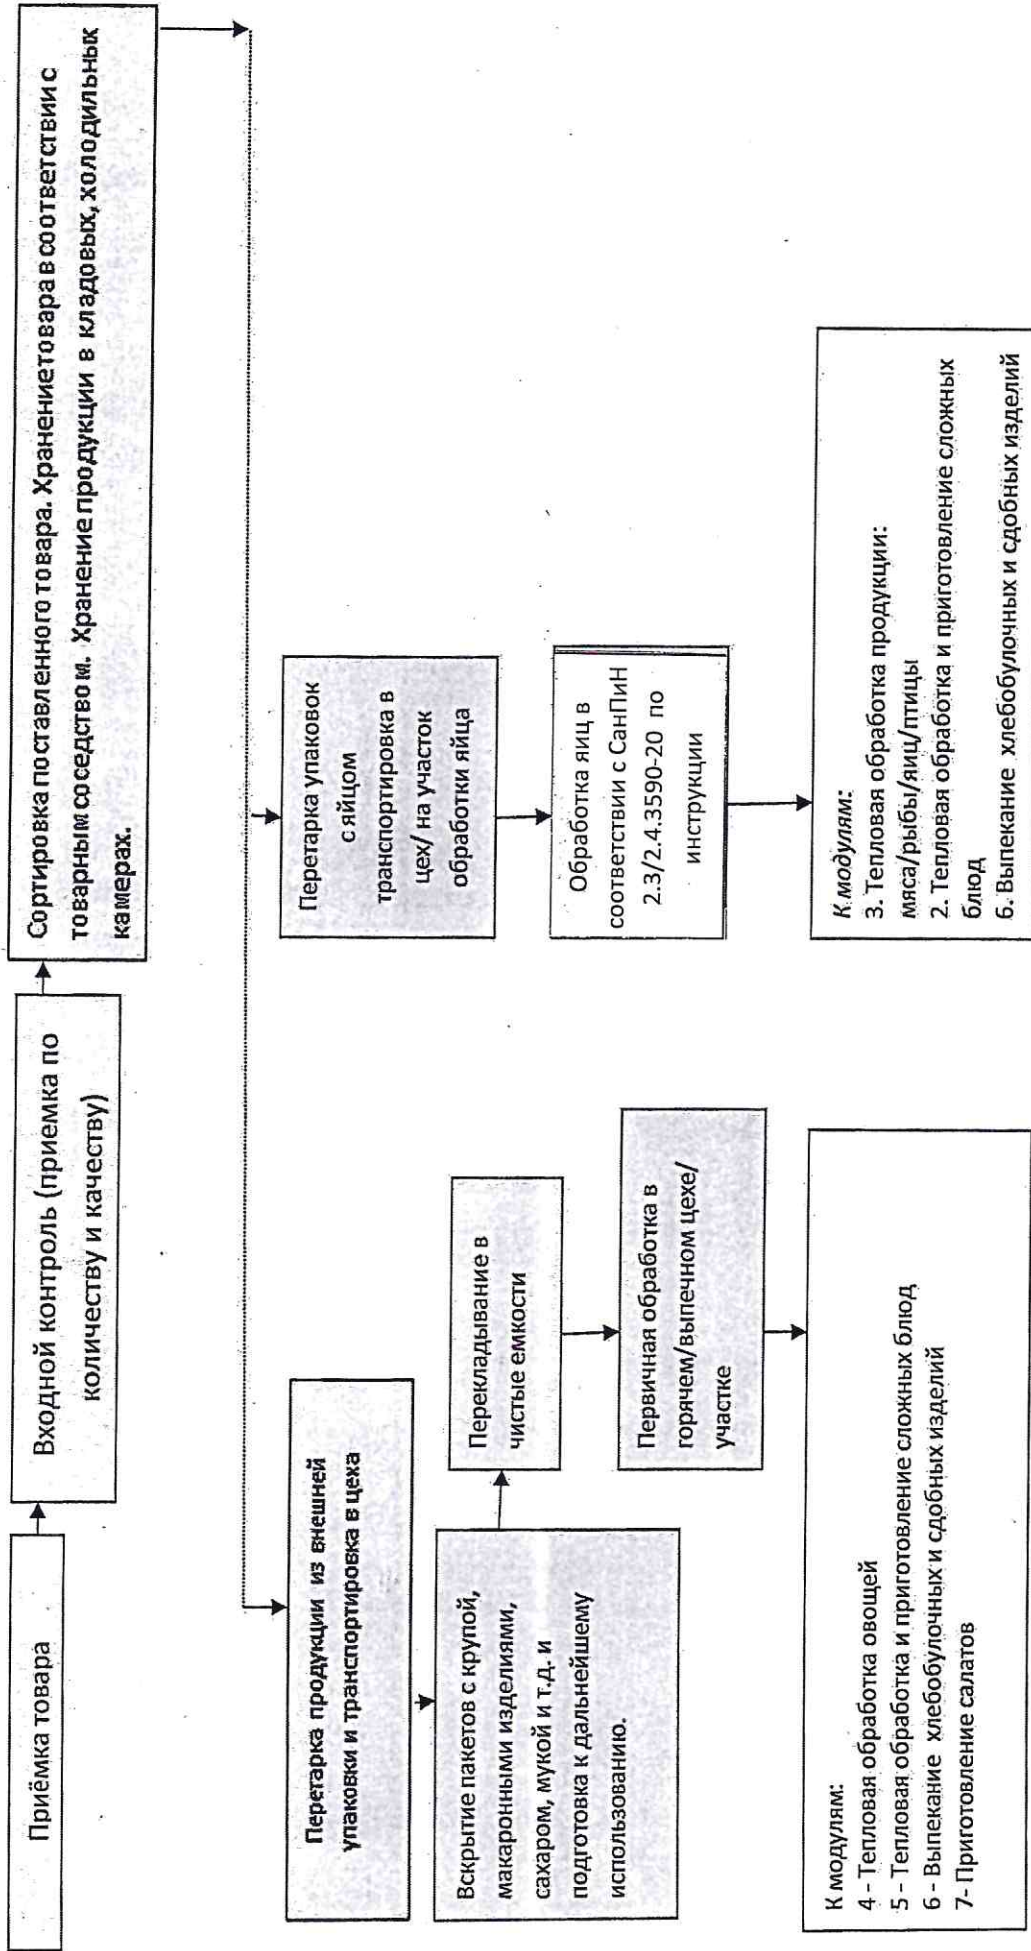 Приёмка товара
Входной контроль (приемка по
количеству и качеству)
Сортировка поставленного товара. Хранение товара в соответствии с
товарным соседством. Хранение продукции в кладовых, холодильных
камерах.
Перетарка продукции из внешней
упаковки и транспортировка в цеха
Вскрытие пакетов с крупой,
макаронными изделиями,
сахаром, мукой и т.д. и
подготовка к дальнейшему
использованию.
Перекладывание в
чистые емкости
Первичная обработка в
горячем/выпечном цехе/
участке
К модулям:
4 - Тепловая обработка овощей
5 - Тепловая обработка и приготовление сложных блюд
6 - Выпекание хлебобулочных и сдобных изделий
7- Приготовление салатов
Перетарка упаковок
с яйцом
транспортировка в
цех/ на участок
обработки яйца
Обработка яиц в
соответствии с СанПиН
2.3/2.4.3590-20 по
инструкции
К модулям:
3. Тепловая обработка продукции:
мяса/рыбы/яиц/птицы
2. Тепловая обработка и приготовление сложных
блюд
6. Выпекание хлебобулочных и сдобных изделий